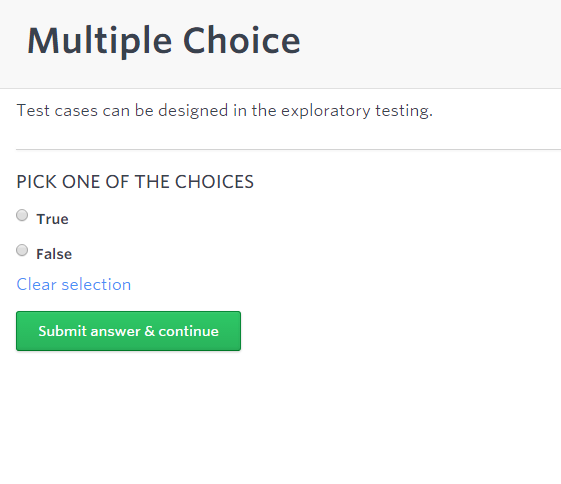 Multiple Choice
Test cases can be designed in the exploratory testing.
PICK ONE OF THE CHOICES
True
False
Clear selection
Submit answer & continue